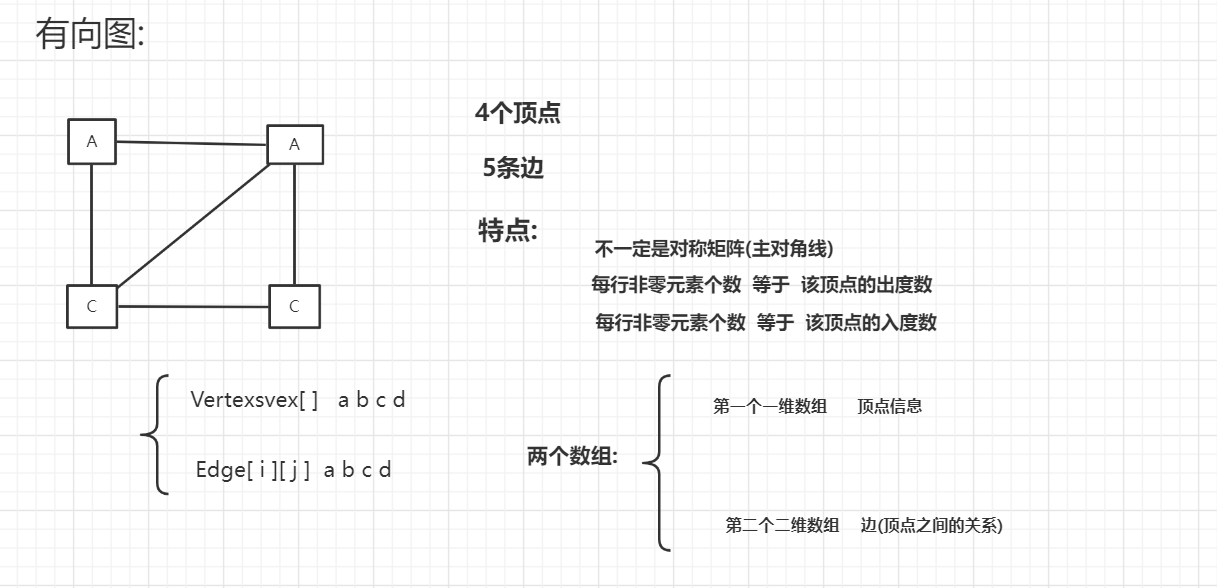 有向图:
4个顶点
A
A
5条边
特点:
不一定是对称矩阵(主对角线)
每行非零元素个数 等于 该顶点的出度数
C
C
每行非零元素个数 等于 该顶点的入度数
Vertexsvex[ ] a b c d
Edge[ i ][ j ] a b c d
两个数组:
第一个一维数组 顶点信息
第二个二维数组 边(顶点之间的关系)